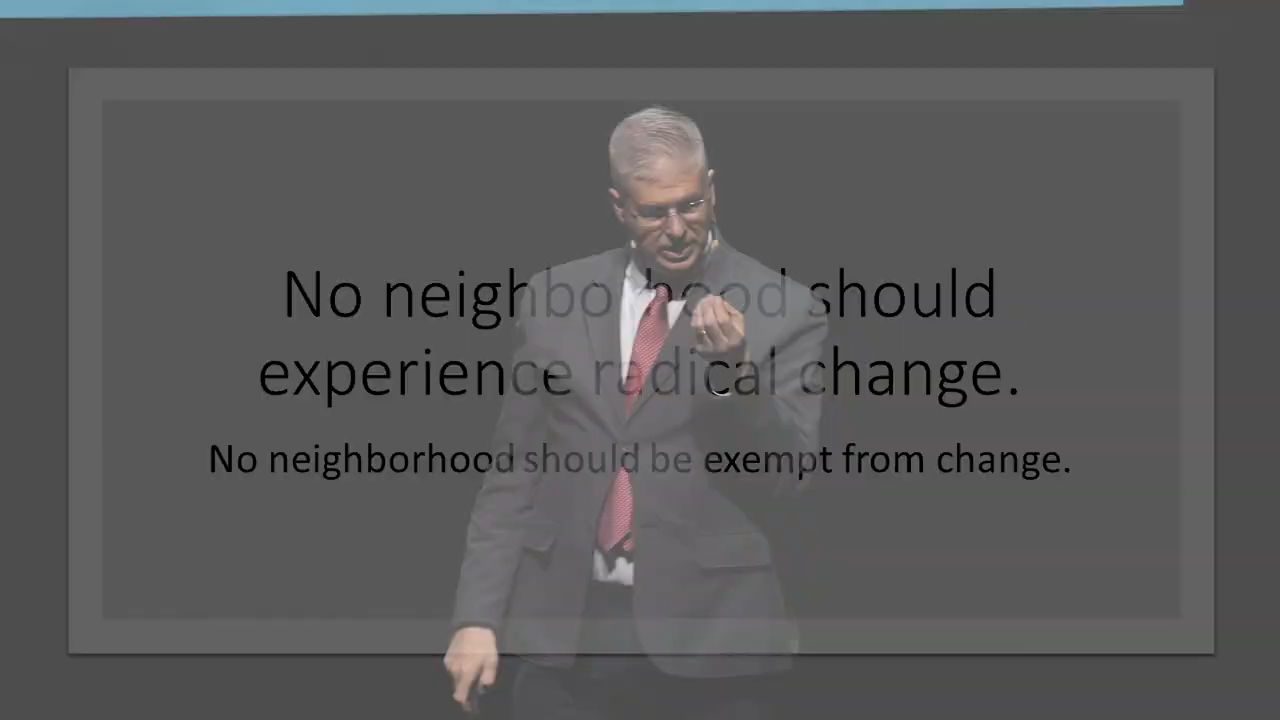 No neighborhood should
experience radical change.
No neighborhood should be exempt from change.